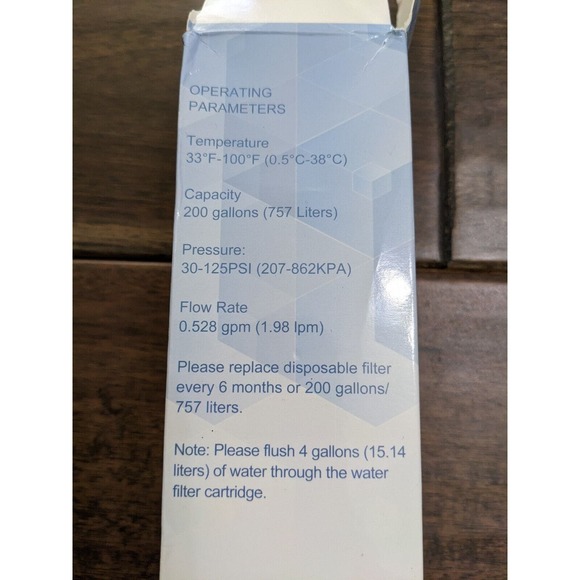 OPERATING
PARAMETERS
Temperature
33°F-100°F (0.5°C-38°C)
Capacity
200 gallons (757 Liters)
Pressure:
30-125PSI (207-862KPA)
Flow Rate
0.528 gpm (1.98 lpm)
Please replace disposable filter
every 6 months or 200 gallons/
757 liters.
Note: Please flush 4 gallons (15.14
liters) of water through the water
filter cartridge.